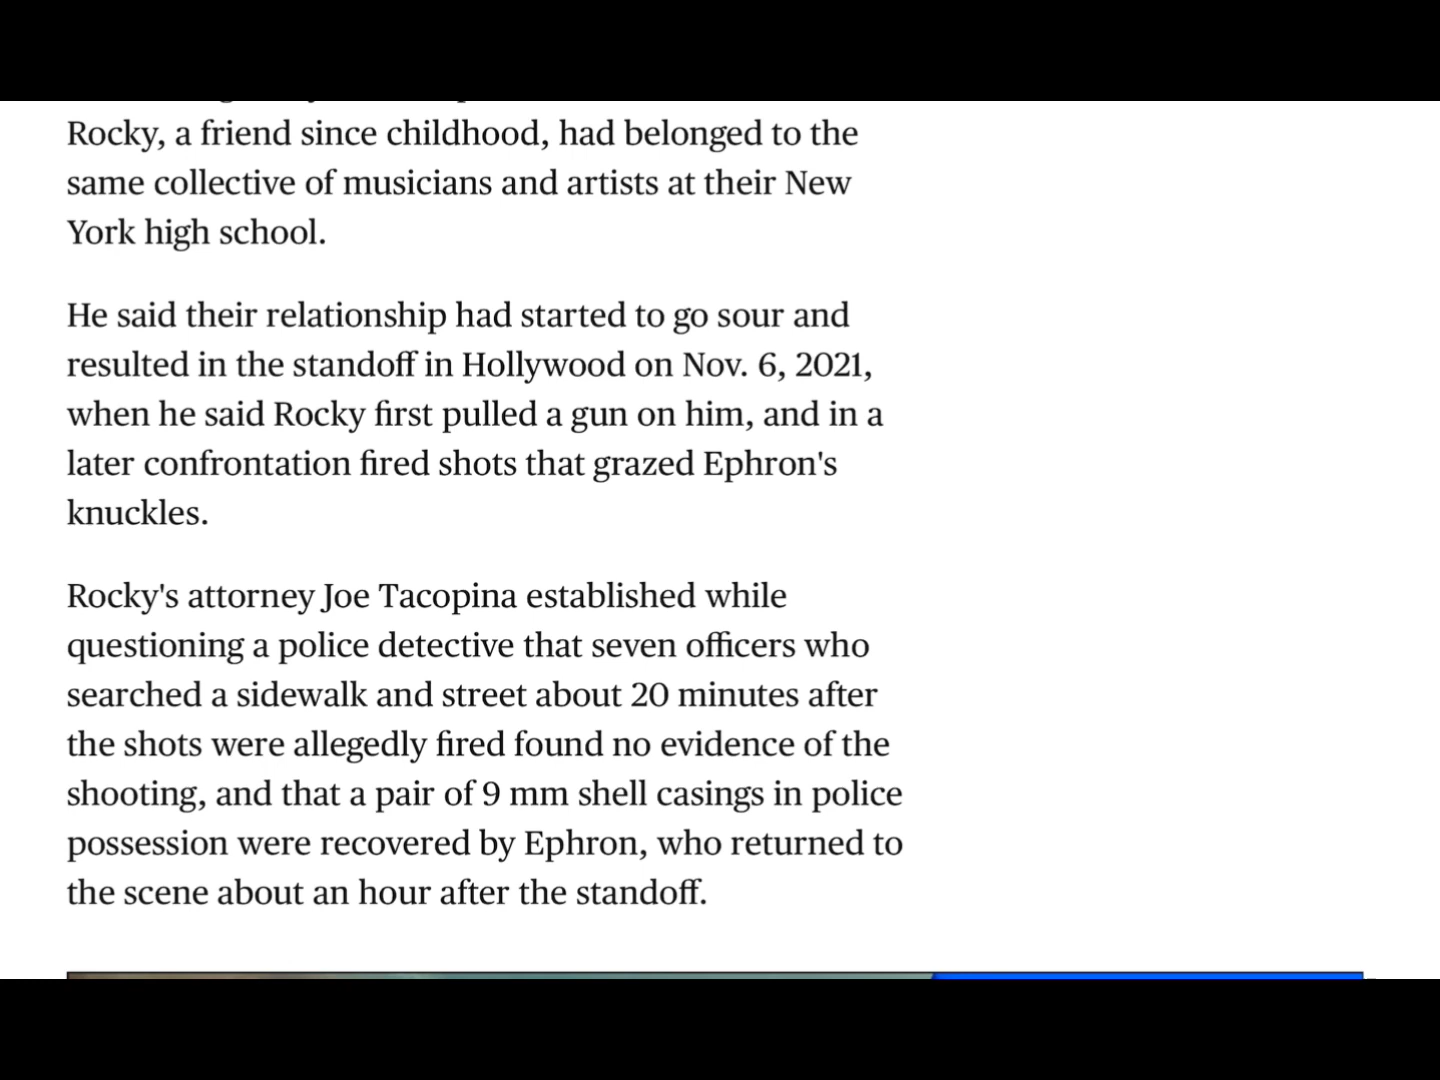 Rocky, a friend since childhood, had belonged to the
same collective of musicians and artists at their New
York high school.
He said their relationship had started to go sour and
resulted in the standoff in Hollywood on Nov. 6, 2021,
when he said Rocky first pulled a gun on him, and in a
later confrontation fired shots that grazed Ephron's
knuckles.
Rocky's attorney Joe Tacopina established while
questioning a police detective that seven officers who
searched a sidewalk and street about 20 minutes after
the shots were allegedly fired found no evidence of the
shooting, and that a pair of 9 mm shell casings in police
possession were recovered by Ephron, who returned to
the scene about an hour after the standoff.